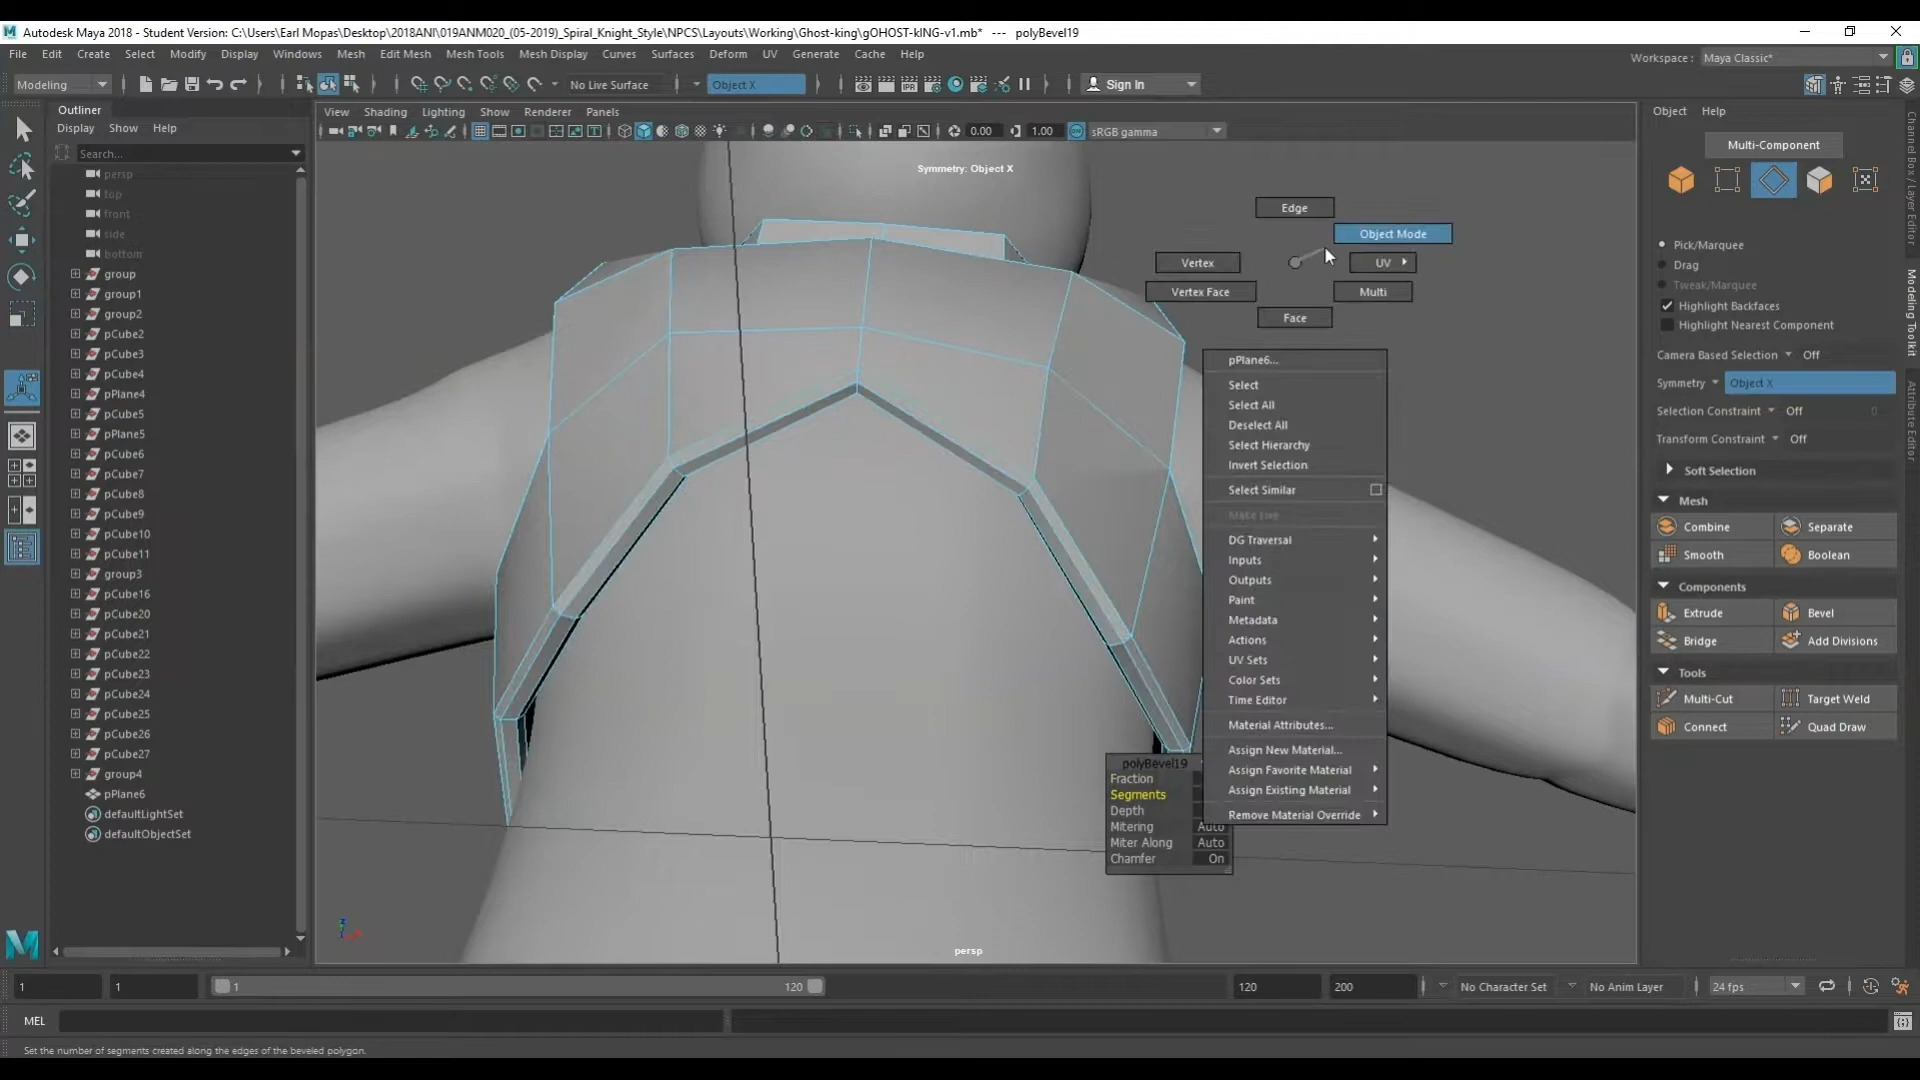 Autodesk Maya 2018 - Student Version: C:\Users\Earl Mopas\Desktop\2018ANI\019ANM020_(05-2019)_Spiral_Knight_Style\NPCS\Layouts\Working\Ghost-king\gOHOST-kING-v1.mb* --- polyBevel19
File Edit Create Select Modify Display Windows Mesh Edit Mesh Mesh Tools Mesh Display Curves Surfaces Deform UV Generate Cache Help
Workspace: Maya Classic*
Modeling
No Live Surface
Object X
Sign In
Outliner
Display Show Help
Search...
persp
top
front
side
bottom
group
group1
group2
pCube2
pCube3
pCube4
pPlane4
pCube5
pPlane5
pCube6
pCube7
pCube8
pCube9
pCube10
pCube11
group3
pCube16
pCube20
pCube21
pCube22
pCube23
pCube24
pCube25
pCube26
pCube27
group4
pPlane6
defaultLightSet
defaultObjectSet
View Shading Lighting Show Renderer Panels
0.00
1.00
sRGB gamma
Symmetry: Object X
Edge
Object Mode
Vertex
UV
Vertex Face
Multi
Face
pPlane6...
Select
Select All
Deselect All
Select Hierarchy
Invert Selection
Select Similar
Make Live
DG Traversal
Inputs
Outputs
Paint
Metadata
Actions
UV Sets
Color Sets
Time Editor
Material Attributes...
Assign New Material...
Assign Favorite Material
Assign Existing Material
Remove Material Override
polyBevel19
Fraction
Segments
Depth
Mitering Auto
Miter Along Auto
Chamfer On
persp
Object Help
Multi-Component
Pick/Marquee
Drag
Tweak/Marquee
Highlight Backfaces
Highlight Nearest Component
Camera Based Selection Off
Symmetry Object X
Selection Constraint Off 0
Transform Constraint Off
Soft Selection
Mesh
Combine Separate
Smooth Boolean
Components
Extrude Bevel
Bridge Add Divisions
Tools
Multi-Cut Target Weld
Connect Quad Draw
Channel Box / Layer Editor
Modeling Toolkit
Attribute Editor
1 1 1 120 120 200 No Character Set No Anim Layer 24 fps
MEL
Set the number of segments created along the edges of the beveled polygon.